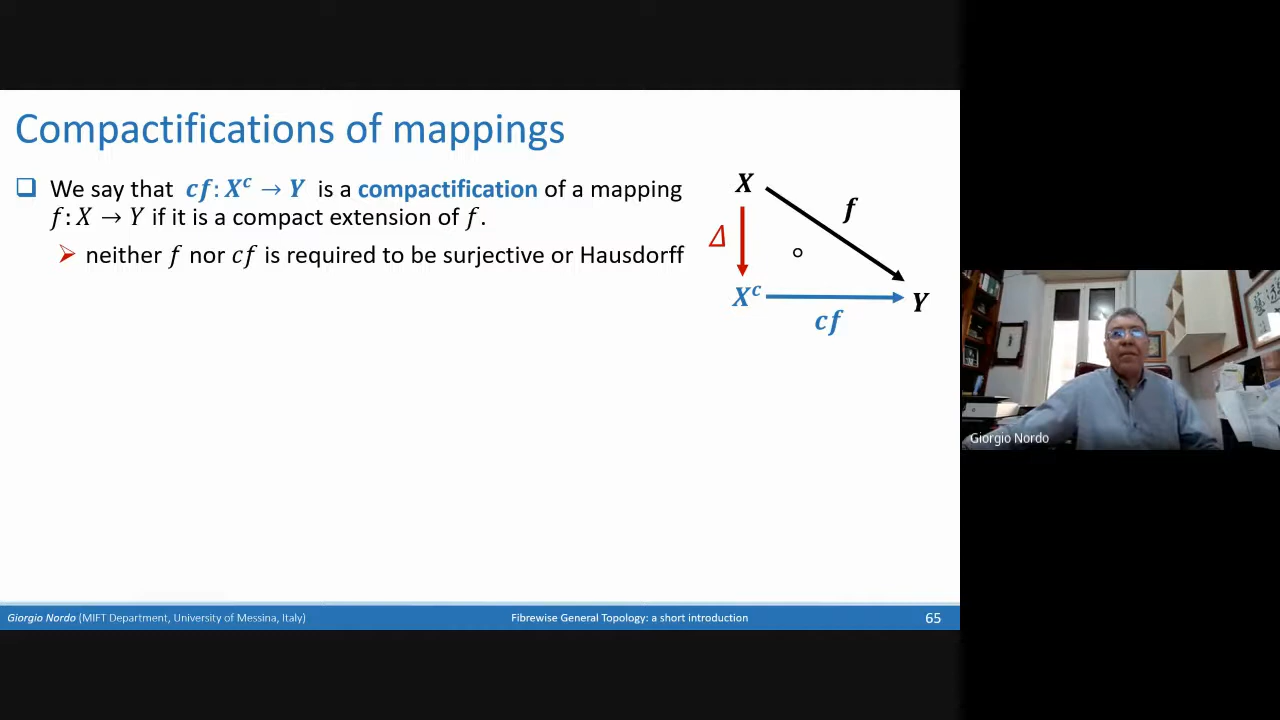 Compactifications of mappings
❑ We say that cf: Xᶜ → Y is a compactification of a mapping
f: X → Y if it is a compact extension of f.
➢ neither f nor cf is required to be surjective or Hausdorff
X
f
Δ
Xᶜ
Y
cf
Giorgio Nordo
Giorgio Nordo (MIFT Department, University of Messina, Italy)
Fibrewise General Topology: a short introduction
65